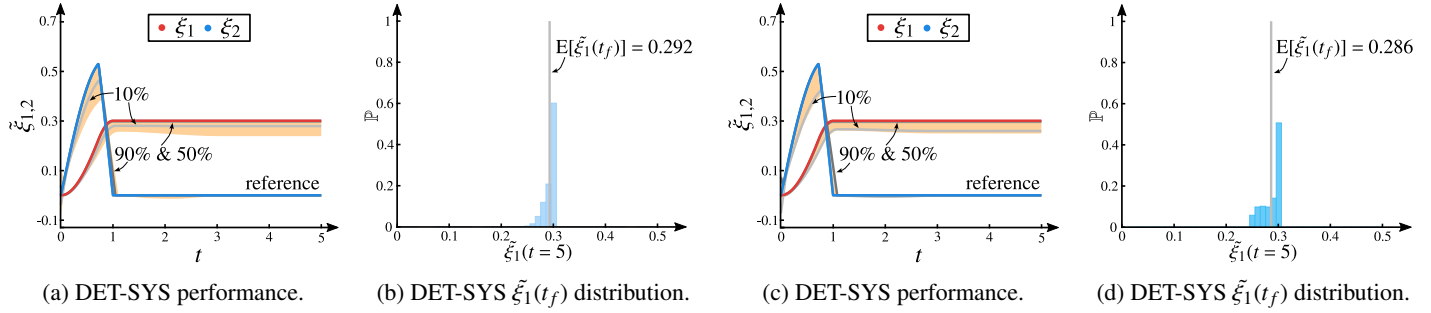 0.7
0.5
0.3
0.1
-0.1
ξ̃1,2
ξ1 ξ2
10%
90% & 50%
reference
0 1 2 3 4 5
t
(a) DET-SYS performance.
1
0.8
0.6
0.4
0.2
0
ℙ
E[ξ̃1(tf)] = 0.292
0 0.1 0.2 0.3 0.4 0.5
ξ̃1(t = 5)
(b) DET-SYS ξ̃1(tf) distribution.
0.7
0.5
0.3
0.1
-0.1
ξ̃1,2
ξ1 ξ2
10%
90% & 50%
reference
0 1 2 3 4 5
t
(c) DET-SYS performance.
1
0.8
0.6
0.4
0.2
0
ℙ
E[ξ̃1(tf)] = 0.286
0 0.1 0.2 0.3 0.4 0.5
ξ̃1(t = 5)
(d) DET-SYS ξ̃1(tf) distribution.